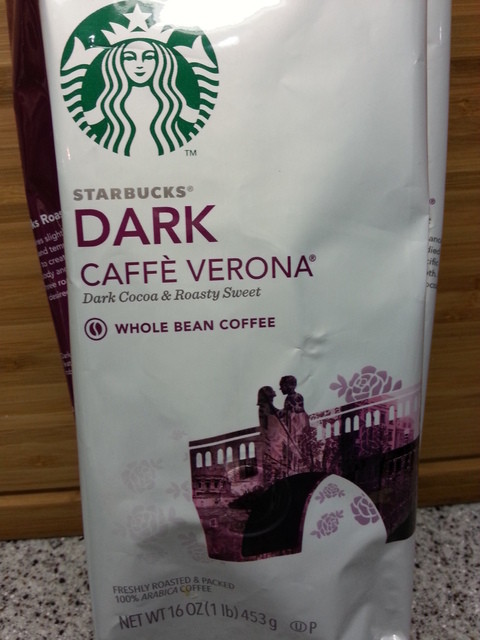 TM
STARBUCKS®
DARK
CAFFÈ VERONA®
Dark Cocoa & Roasty Sweet
WHOLE BEAN COFFEE
FRESHLY ROASTED & PACKED
100% ARABICA COFFEE
NET WT 16 OZ (1 lb) 453 g
U P